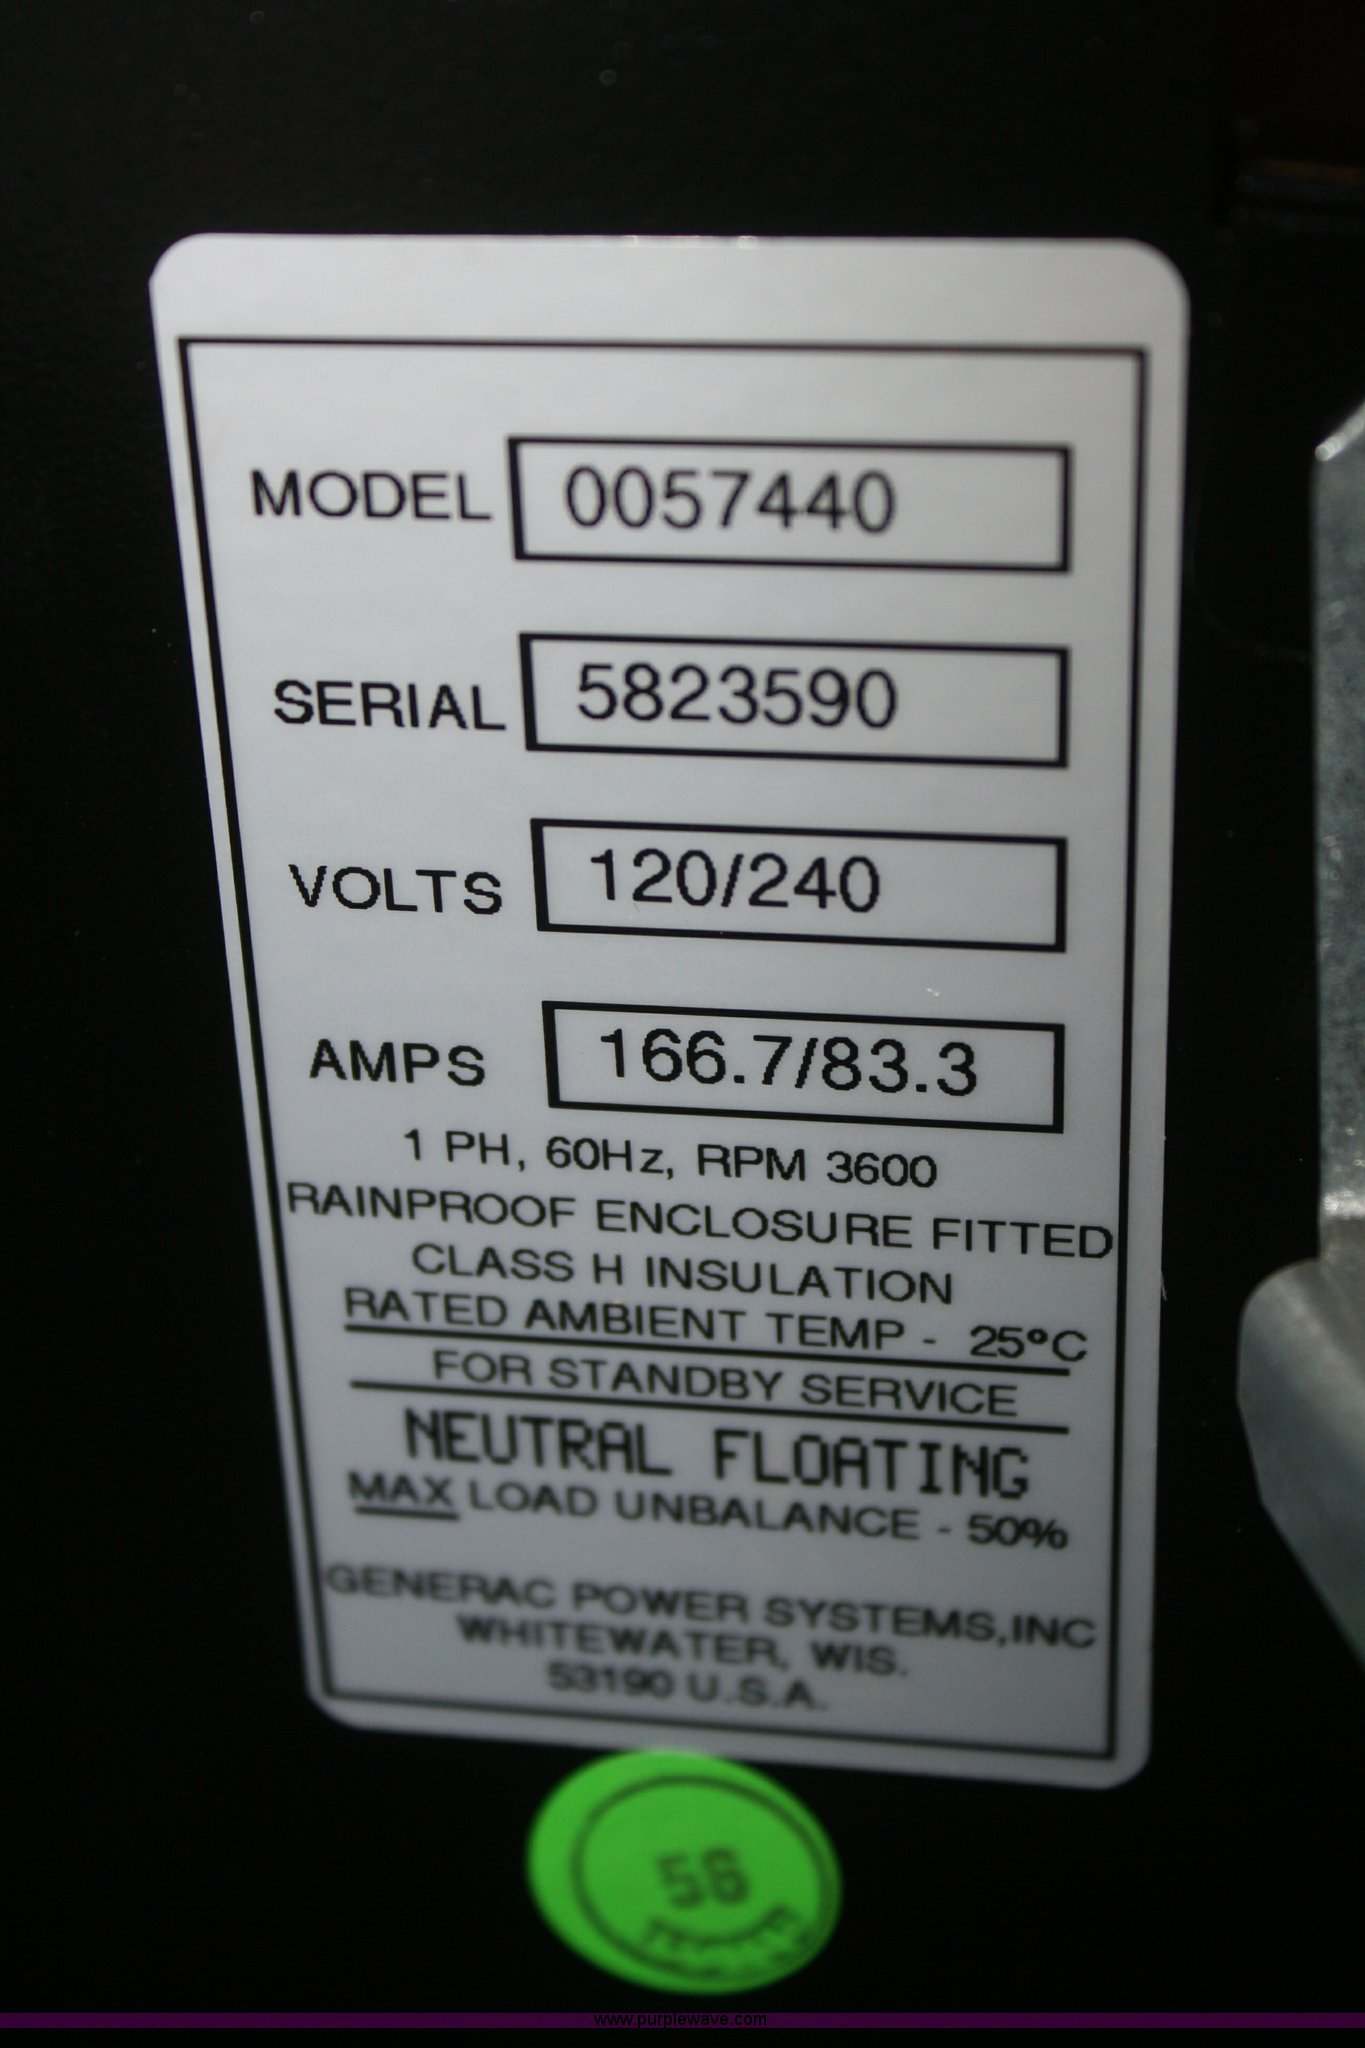 MODEL 0057440
SERIAL 5823590
VOLTS 120/240
AMPS 166.7/83.3
1 PH, 60Hz, RPM 3600
RAINPROOF ENCLOSURE FITTED
CLASS H INSULATION
RATED AMBIENT TEMP - 25°C
FOR STANDBY SERVICE
NEUTRAL FLOATING
MAX LOAD UNBALANCE - 50%
GENERAC POWER SYSTEMS,INC
WHITEWATER, WIS.
53190 U.S.A.
56
www.purplewave.com